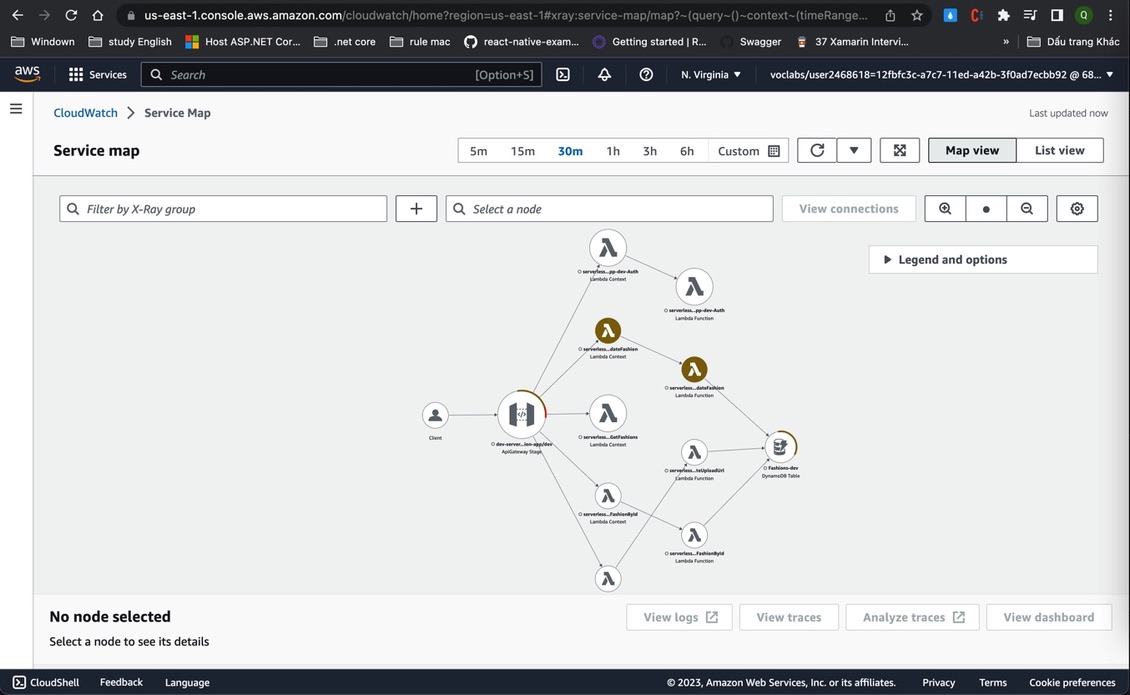 us-east-1.console.aws.amazon.com/cloudwatch/home?region=us-east-1#xray:service-map/map?~(query~()~context~(timeRange...
Window study English Host ASP.NET Cor... .net core rule mac react-native-exam... Getting started | R... Swagger 37 Xamarin Intervi... » Dấu trang Khác
aws Services Search [Option+S] N. Virginia voclabs/user2468618=12fbfc3c-a7c7-11ed-a42b-3f0ad7ecbb92 @ 68...
CloudWatch Service Map Last updated now
Service map 5m 15m 30m 1h 3h 6h Custom Map view List view
Filter by X-Ray group Select a node View connections
Legend and options
serverless...pp-dev-Auth
Lambda Context
serverless...pp-dev-Auth
Lambda Function
serverless...dateFashion
Lambda Context
serverless...dateFashion
Lambda Function
Client
dev-server...ion-app/dev
ApiGateway Stage
serverless...GetFashions
Lambda Context
serverless...teUploadUrl
Lambda Function
Fashions-dev
DynamoDB Table
serverless...FashionById
Lambda Context
serverless...FashionById
Lambda Function
No node selected View logs View traces Analyze traces View dashboard
Select a node to see its details
CloudShell Feedback Language © 2023, Amazon Web Services, Inc. or its affiliates. Privacy Terms Cookie preferences